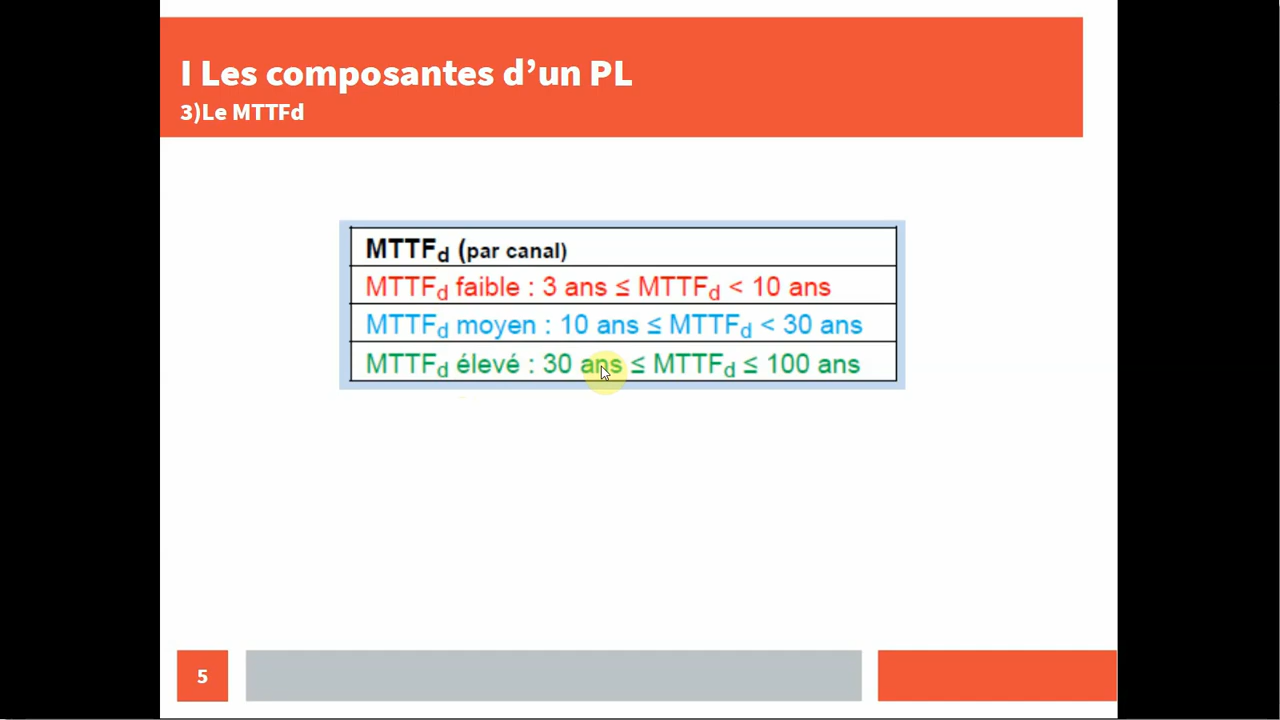 I Les composantes d’un PL
3)Le MTTFd
MTTFd (par canal)
MTTFd faible : 3 ans ≤ MTTFd < 10 ans
MTTFd moyen : 10 ans ≤ MTTFd < 30 ans
MTTFd élevé : 30 ans ≤ MTTFd ≤ 100 ans
5